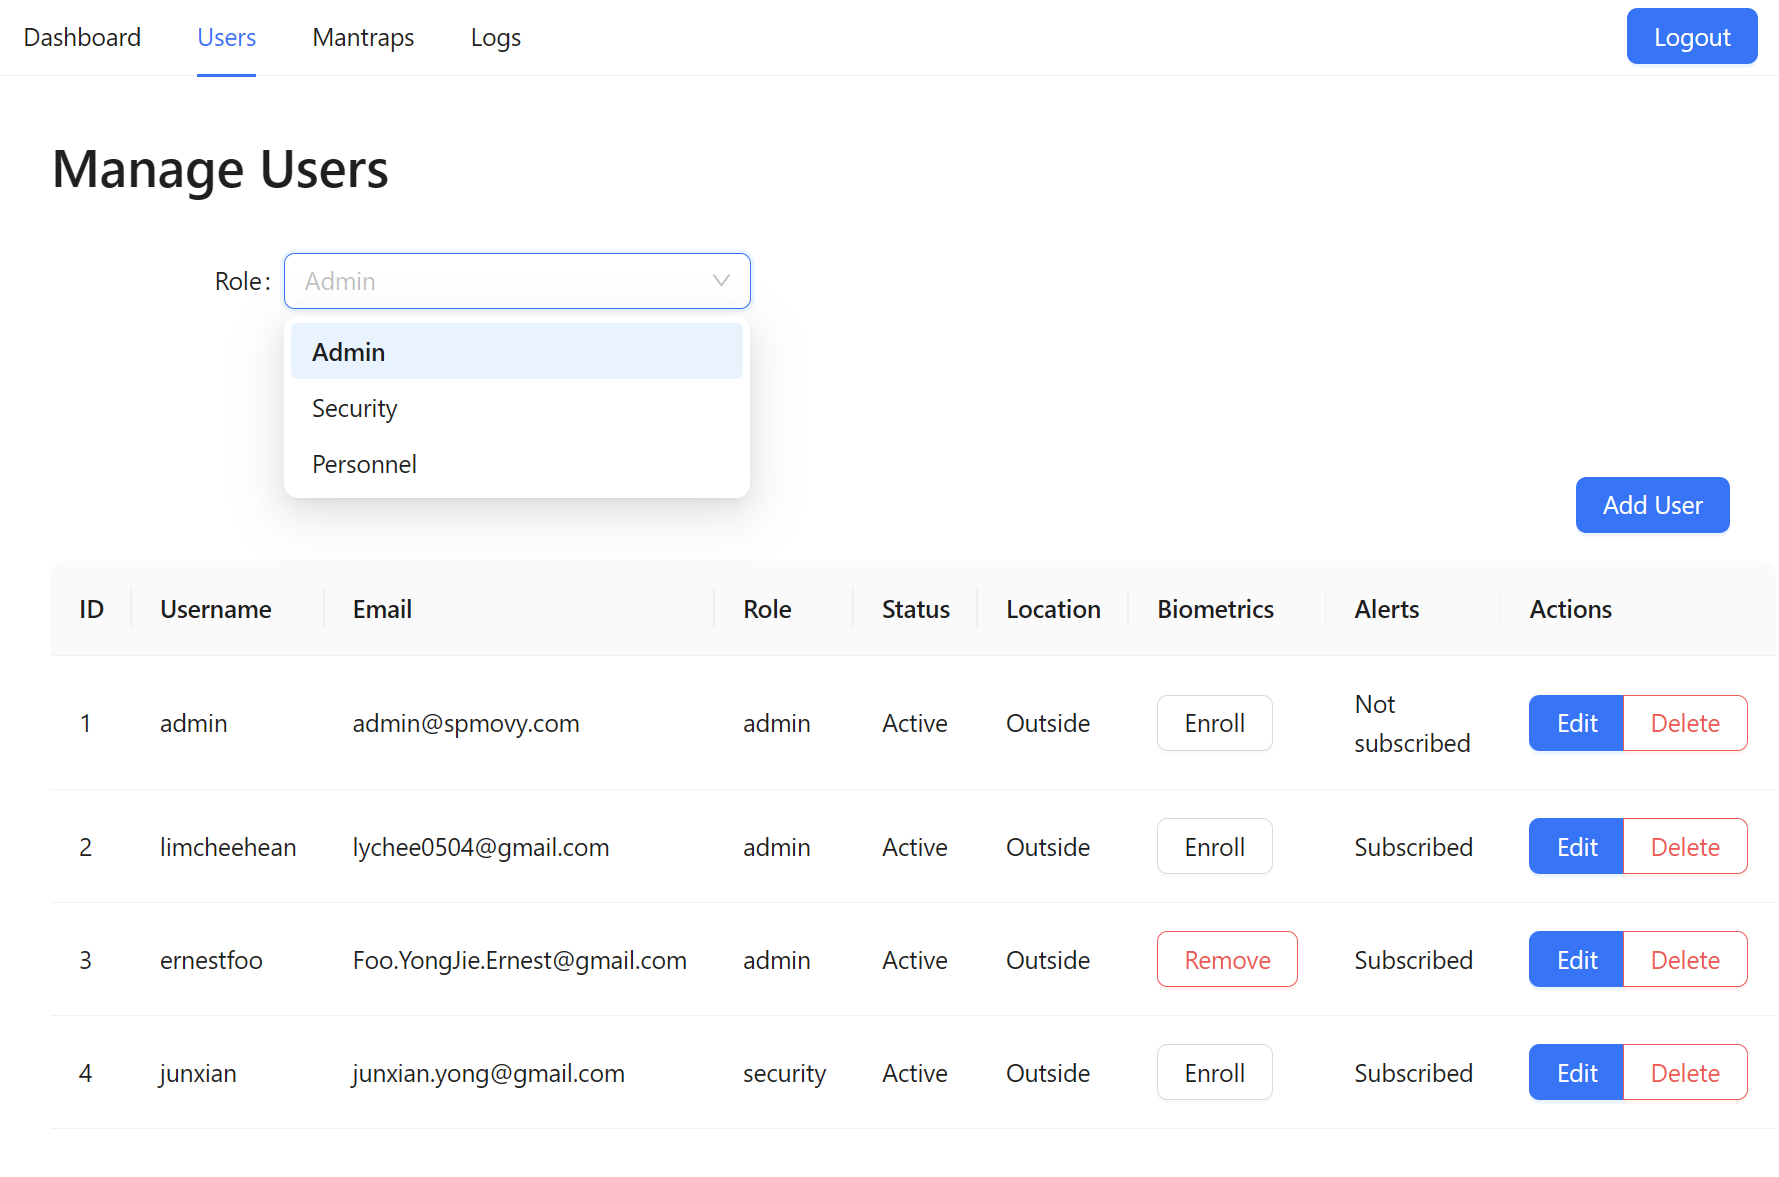 Dashboard Users Mantraps Logs Logout
Manage Users
Role: Admin
Admin
Security
Personnel
Add User
ID Username Email Role Status Location Biometrics Alerts Actions
1 admin admin@spmovy.com admin Active Outside Enroll Not subscribed Edit Delete
2 limcheehean lychee0504@gmail.com admin Active Outside Enroll Subscribed Edit Delete
3 ernestfoo Foo.YongJie.Ernest@gmail.com admin Active Outside Remove Subscribed Edit Delete
4 junxian junxian.yong@gmail.com security Active Outside Enroll Subscribed Edit Delete